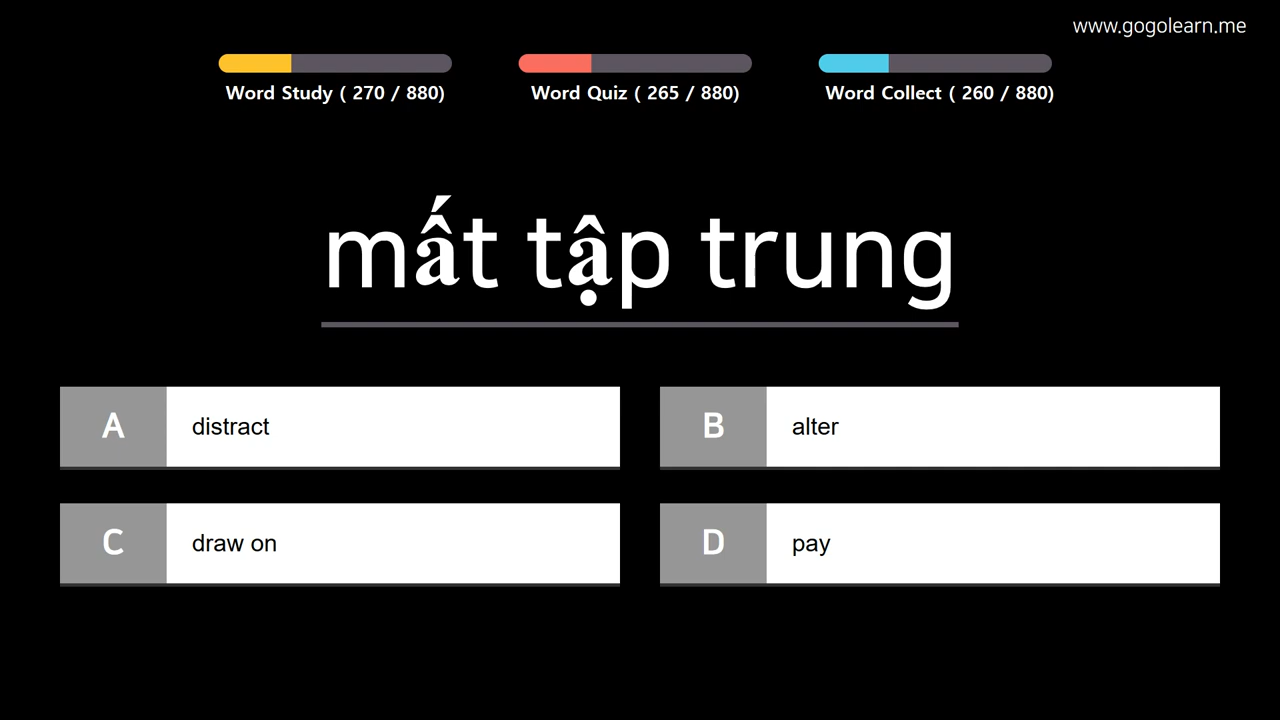 www.gogolearn.me
Word Study ( 270 / 880)
Word Quiz ( 265 / 880)
Word Collect ( 260 / 880)
mất tập trung
A distract
B alter
C draw on
D pay